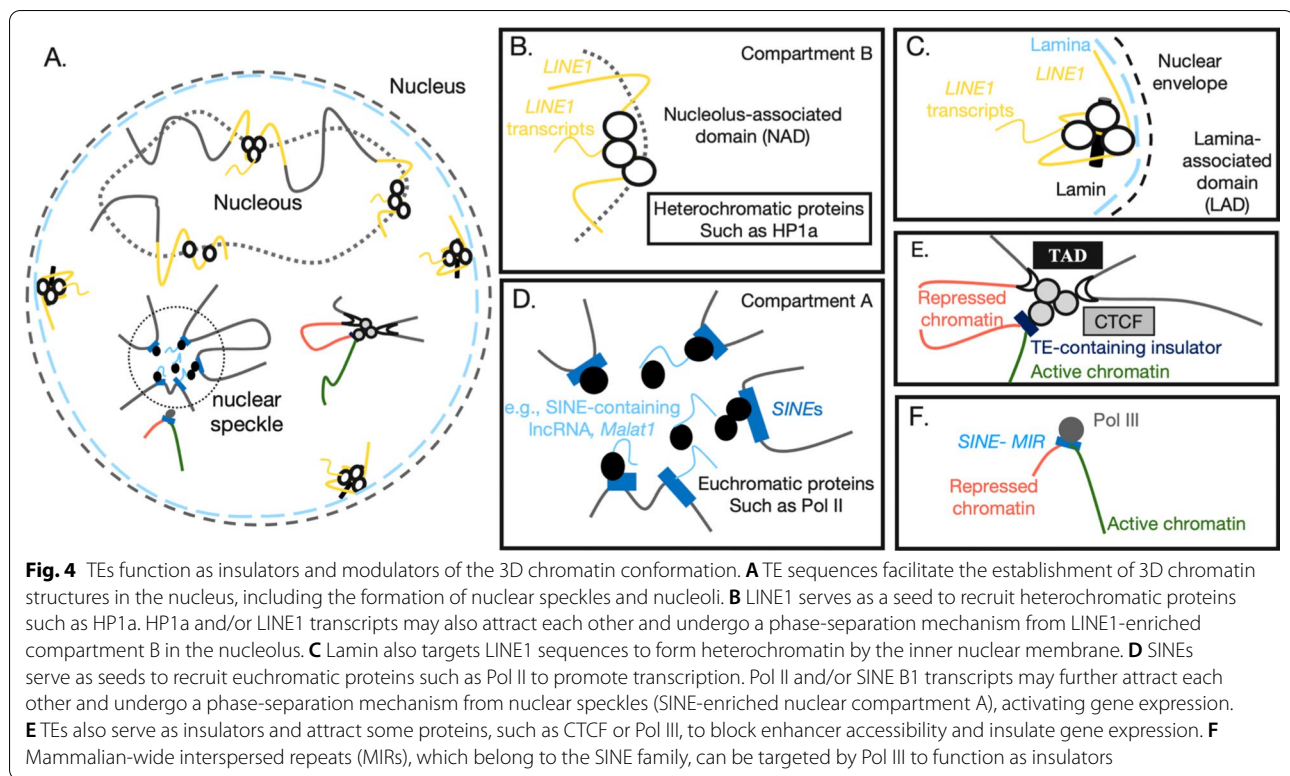 A.
Nucleus
Nucleous
nuclear
speckle
B.
Compartment B
LINE1
LINE1
transcripts
Nucleolus-associated
domain (NAD)
Heterochromatic proteins
Such as HP1a
C.
Lamina
LINE1
Nuclear
envelope
LINE1
transcripts
Lamina-
associated
domain
(LAD)
Lamin
D.
Compartment A
e.g., SINE-containing
lncRNA, Malat1
SINEs
Euchromatic proteins
Such as Pol II
E.
TAD
Repressed
chromatin
CTCF
TE-containing insulator
Active chromatin
F.
Pol III
SINE- MIR
Repressed
chromatin
Active chromatin
Fig. 4 TEs function as insulators and modulators of the 3D chromatin conformation. A TE sequences facilitate the establishment of 3D chromatin
structures in the nucleus, including the formation of nuclear speckles and nucleoli. B LINE1 serves as a seed to recruit heterochromatic proteins
such as HP1a. HP1a and/or LINE1 transcripts may also attract each other and undergo a phase-separation mechanism from LINE1-enriched
compartment B in the nucleolus. C Lamin also targets LINE1 sequences to form heterochromatin by the inner nuclear membrane. D SINEs
serve as seeds to recruit euchromatic proteins such as Pol II to promote transcription. Pol II and/or SINE B1 transcripts may further attract each
other and undergo a phase-separation mechanism from nuclear speckles (SINE-enriched nuclear compartment A), activating gene expression.
E TEs also serve as insulators and attract some proteins, such as CTCF or Pol III, to block enhancer accessibility and insulate gene expression. F
Mammalian-wide interspersed repeats (MIRs), which belong to the SINE family, can be targeted by Pol III to function as insulators